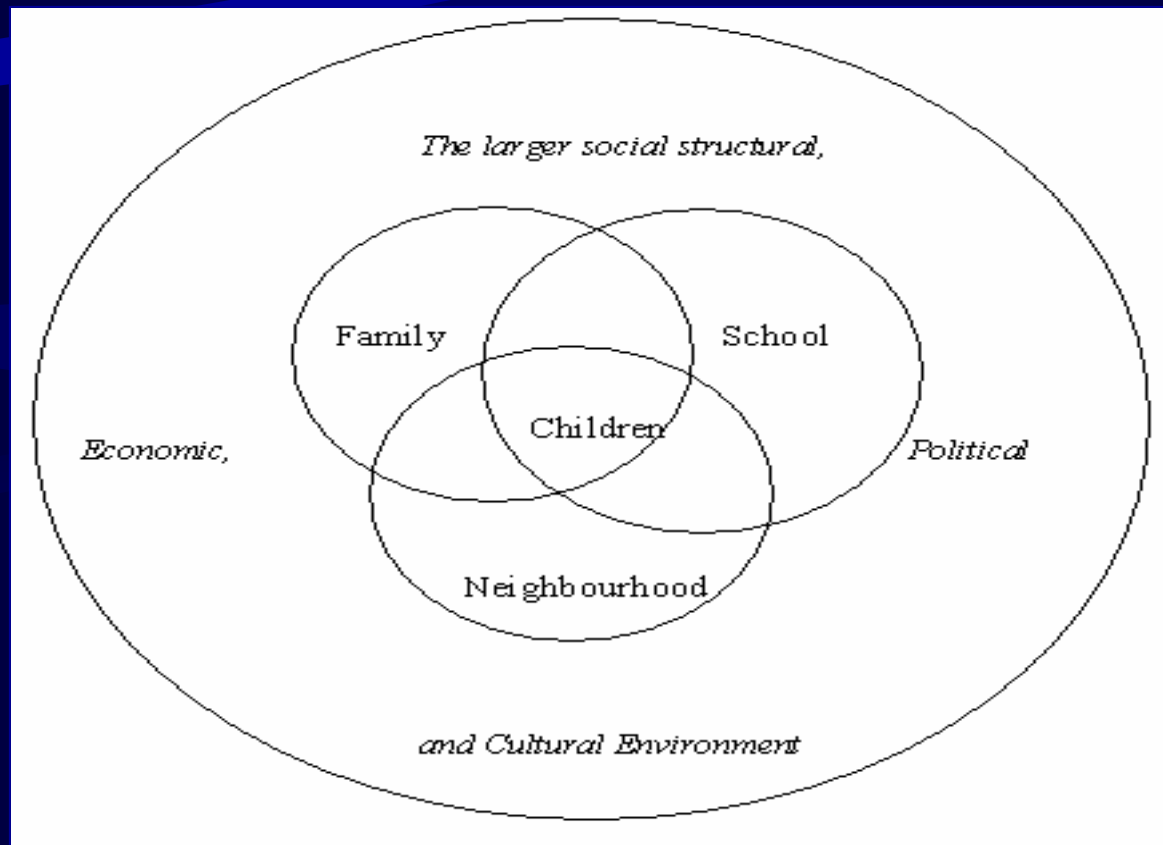 The larger social structural,
Family
School
Children
Economic,
Political
Neighbourhood
and Cultural Environment